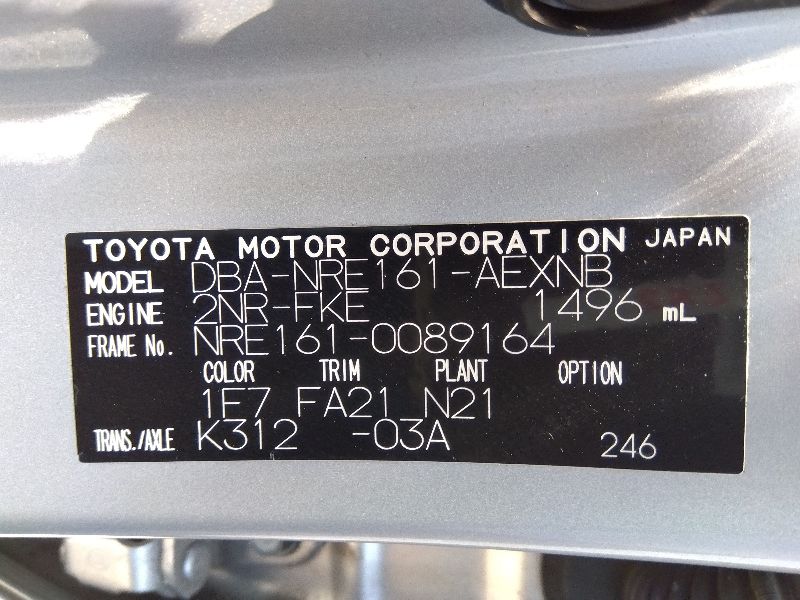 TOYOTA MOTOR CORPORATION JAPAN
MODEL DBA-NRE161-AEXNB
ENGINE 2NR-FKE 1496 mL
FRAME No. NRE161-0089164
COLOR TRIM PLANT OPTION
1F7 FA21 N21
TRANS./AXLE K312 -03A 246